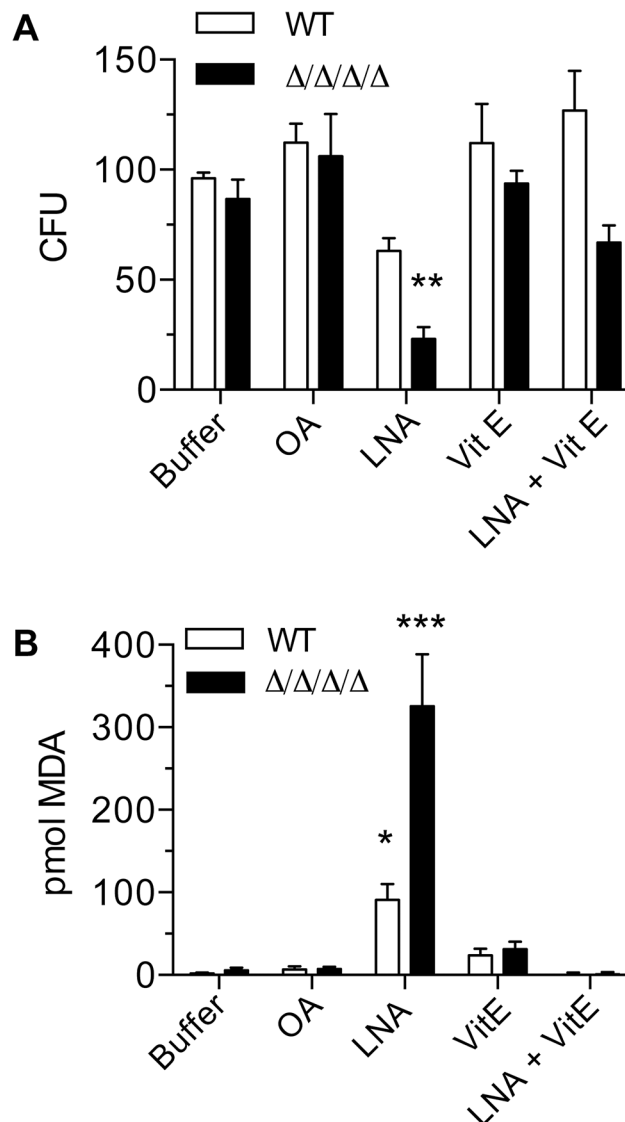 A
WT
Δ/Δ/Δ/Δ
150
100
50
0
CFU
**
Buffer
OA
LNA
Vit E
LNA + Vit E
B
WT
Δ/Δ/Δ/Δ
***
400
300
200
100
0
pmol MDA
*
Buffer
OA
LNA
VitE
LNA + VitE